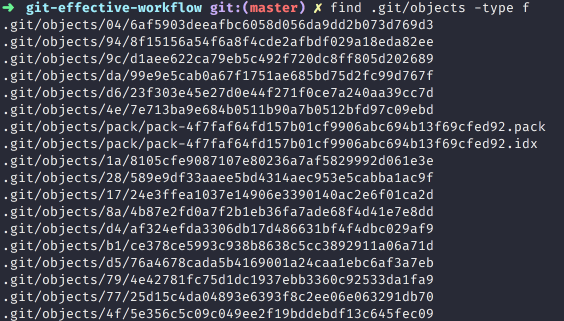 ➜ git-effective-workflow git:(master) ✗ find .git/objects -type f
.git/objects/04/6af5903deeafbc6058d056da9dd2b073d769d3
.git/objects/94/8f15156a54f6a8f4cde2afbdf029a18eda82ee
.git/objects/9c/d1aee622ca79eb5c492f720dc8ff805d202689
.git/objects/da/99e9e5cab0a67f1751ae685bd75d2fc99d767f
.git/objects/d6/23f303e45e27d0e44f271f0ce7a240aa39cc7d
.git/objects/4e/7e713ba9e684b0511b90a7b0512bfd97c09ebd
.git/objects/pack/pack-4f7faf64fd157b01cf9906abc694b13f69cfed92.pack
.git/objects/pack/pack-4f7faf64fd157b01cf9906abc694b13f69cfed92.idx
.git/objects/1a/8105cfe9087107e80236a7af5829992d061e3e
.git/objects/28/589e9df33aaee5bd4314aec953e5cabba1ac9f
.git/objects/17/24e3ffea1037e14906e3390140ac2e6f01ca2d
.git/objects/8a/4b87e2fd0a7f2b1eb36fa7ade68f4d41e7e8dd
.git/objects/d4/af324efda3306db17d486631bf4f4dbc029af9
.git/objects/b1/ce378ce5993c938b8638c5cc3892911a06a71d
.git/objects/d5/76a4678cada5b4169001a24caa1ebc6af3a7eb
.git/objects/79/4e42781fc75d1dc1937ebb3360c92533da1fa9
.git/objects/77/25d15c4da04893e6393f8c2ee06e063291db70
.git/objects/4f/5e356c5c09c049ee2f19bddebdf13c645fec09